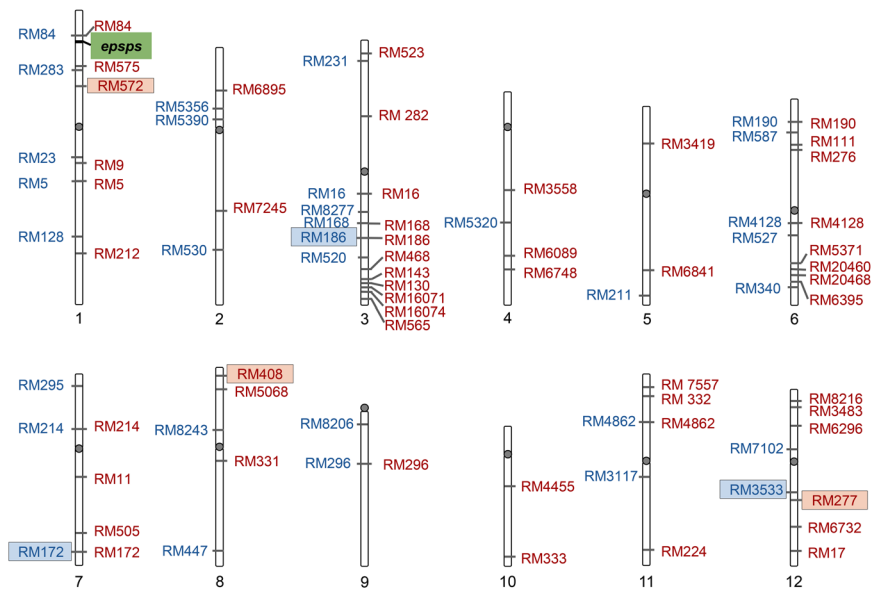 RM84 RM84
epsps
RM283 RM575
RM572
RM23 RM9
RM5 RM5
RM128
RM212
1
RM6895
RM5356
RM5390
RM7245
RM530
2
RM523
RM231
RM 282
RM16 RM16
RM8277
RM168 RM168
RM186 RM186
RM520 RM468
RM143
RM130
RM16071
RM16074
RM565
3
RM3558
RM5320
RM6089
RM6748
4
RM3419
RM6841
RM211
5
RM190 RM190
RM587 RM111
RM276
RM4128 RM4128
RM527
RM5371
RM20460
RM20468
RM340
RM6395
6
RM295
RM214 RM214
RM11
RM505
RM172 RM172
7
RM408
RM5068
RM8243
RM331
RM447
8
RM8206
RM296 RM296
9
RM4455
RM333
10
RM 7557
RM 332
RM4862 RM4862
RM3117
RM224
11
RM8216
RM3483
RM6296
RM7102
RM3533
RM277
RM6732
RM17
12